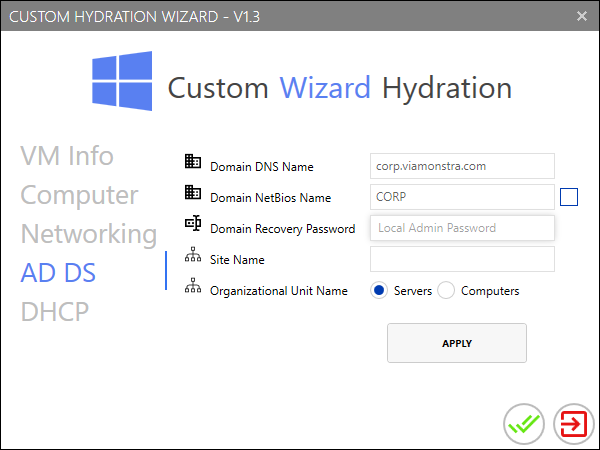 CUSTOM HYDRATION WIZARD - V1.3
Custom Wizard Hydration
VM Info
Computer
Networking
AD DS
DHCP
Domain DNS Name corp.viamonstra.com
Domain NetBios Name CORP
Domain Recovery Password Local Admin Password
Site Name
Organizational Unit Name Servers Computers
APPLY